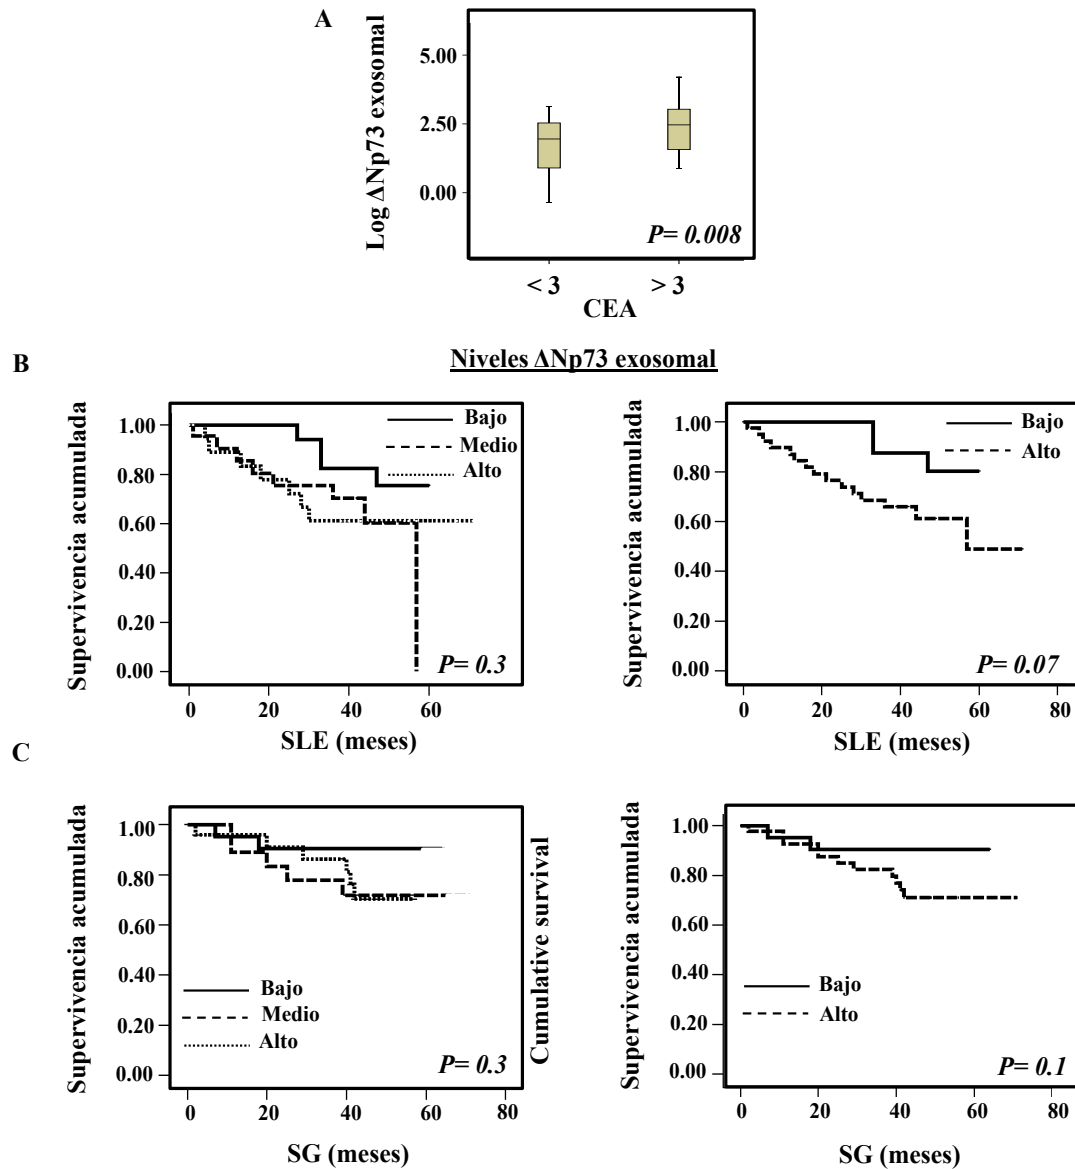 A
Log ΔNp73 exosomal
5.00
2.50
0.00
P= 0.008
< 3
> 3
CEA
B
Niveles ΔNp73 exosomal
Supervivencia acumulada
1.00
0.80
0.60
0.40
0.20
0.00
Bajo
Medio
Alto
P= 0.3
0 20 40 60
SLE (meses)
Supervivencia acumulada
1.00
0.80
0.60
0.40
0.20
0.00
Bajo
Alto
P= 0.07
0 20 40 60 80
SLE (meses)
C
Supervivencia acumulada
1.00
0.80
0.60
0.40
0.20
0.00
Bajo
Medio
Alto
P= 0.3
0 20 40 60 80
SG (meses)
Cumulative survival
Supervivencia acumulada
1.00
0.80
0.60
0.40
0.20
0.00
Bajo
Alto
P= 0.1
0 20 40 60 80
SG (meses)